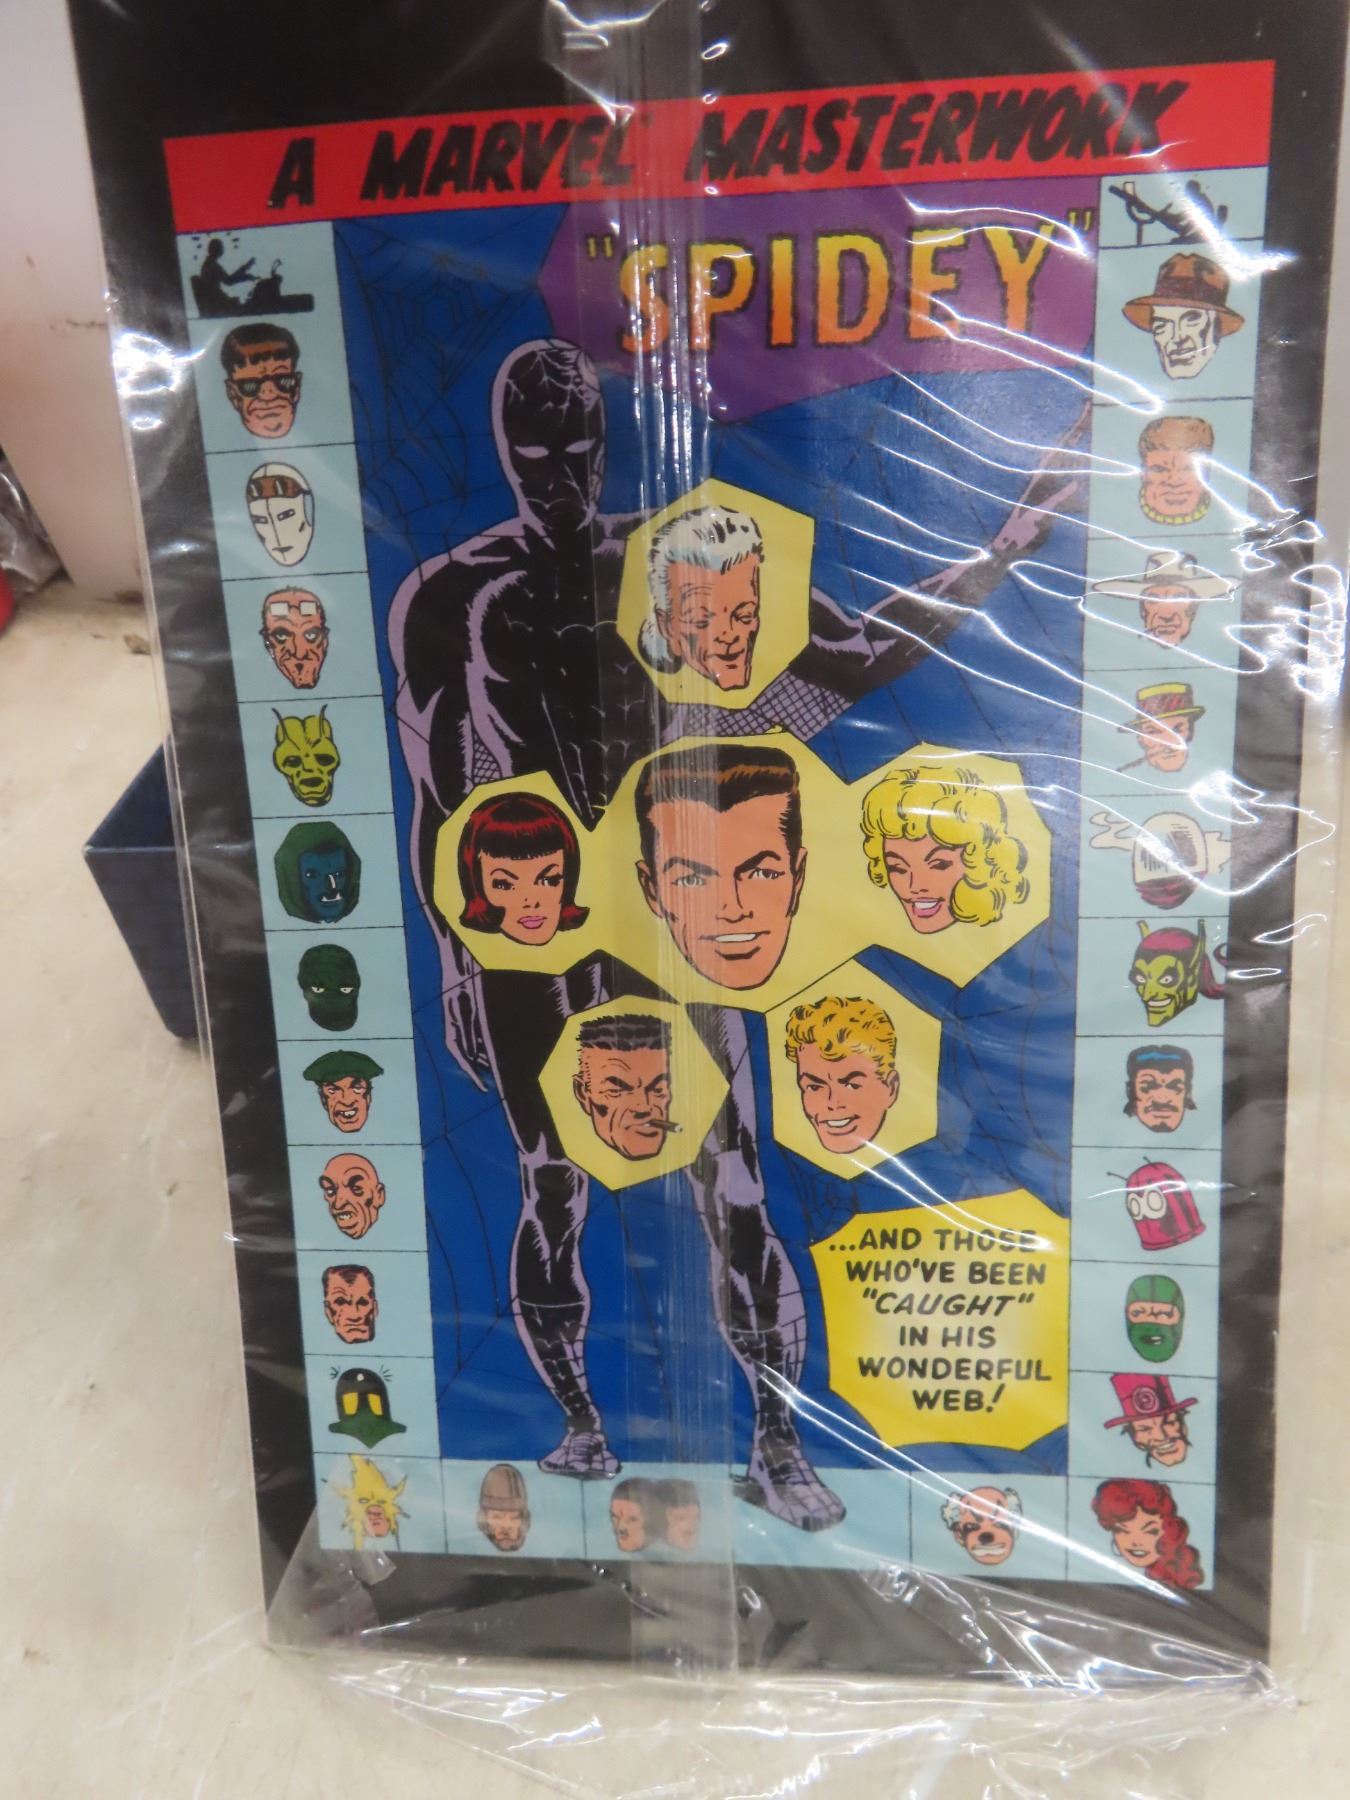 A MARVEL MASTERWORK
"SPIDEY"
...AND THOSE
WHO'VE BEEN
"CAUGHT"
IN HIS
WONDERFUL
WEB!